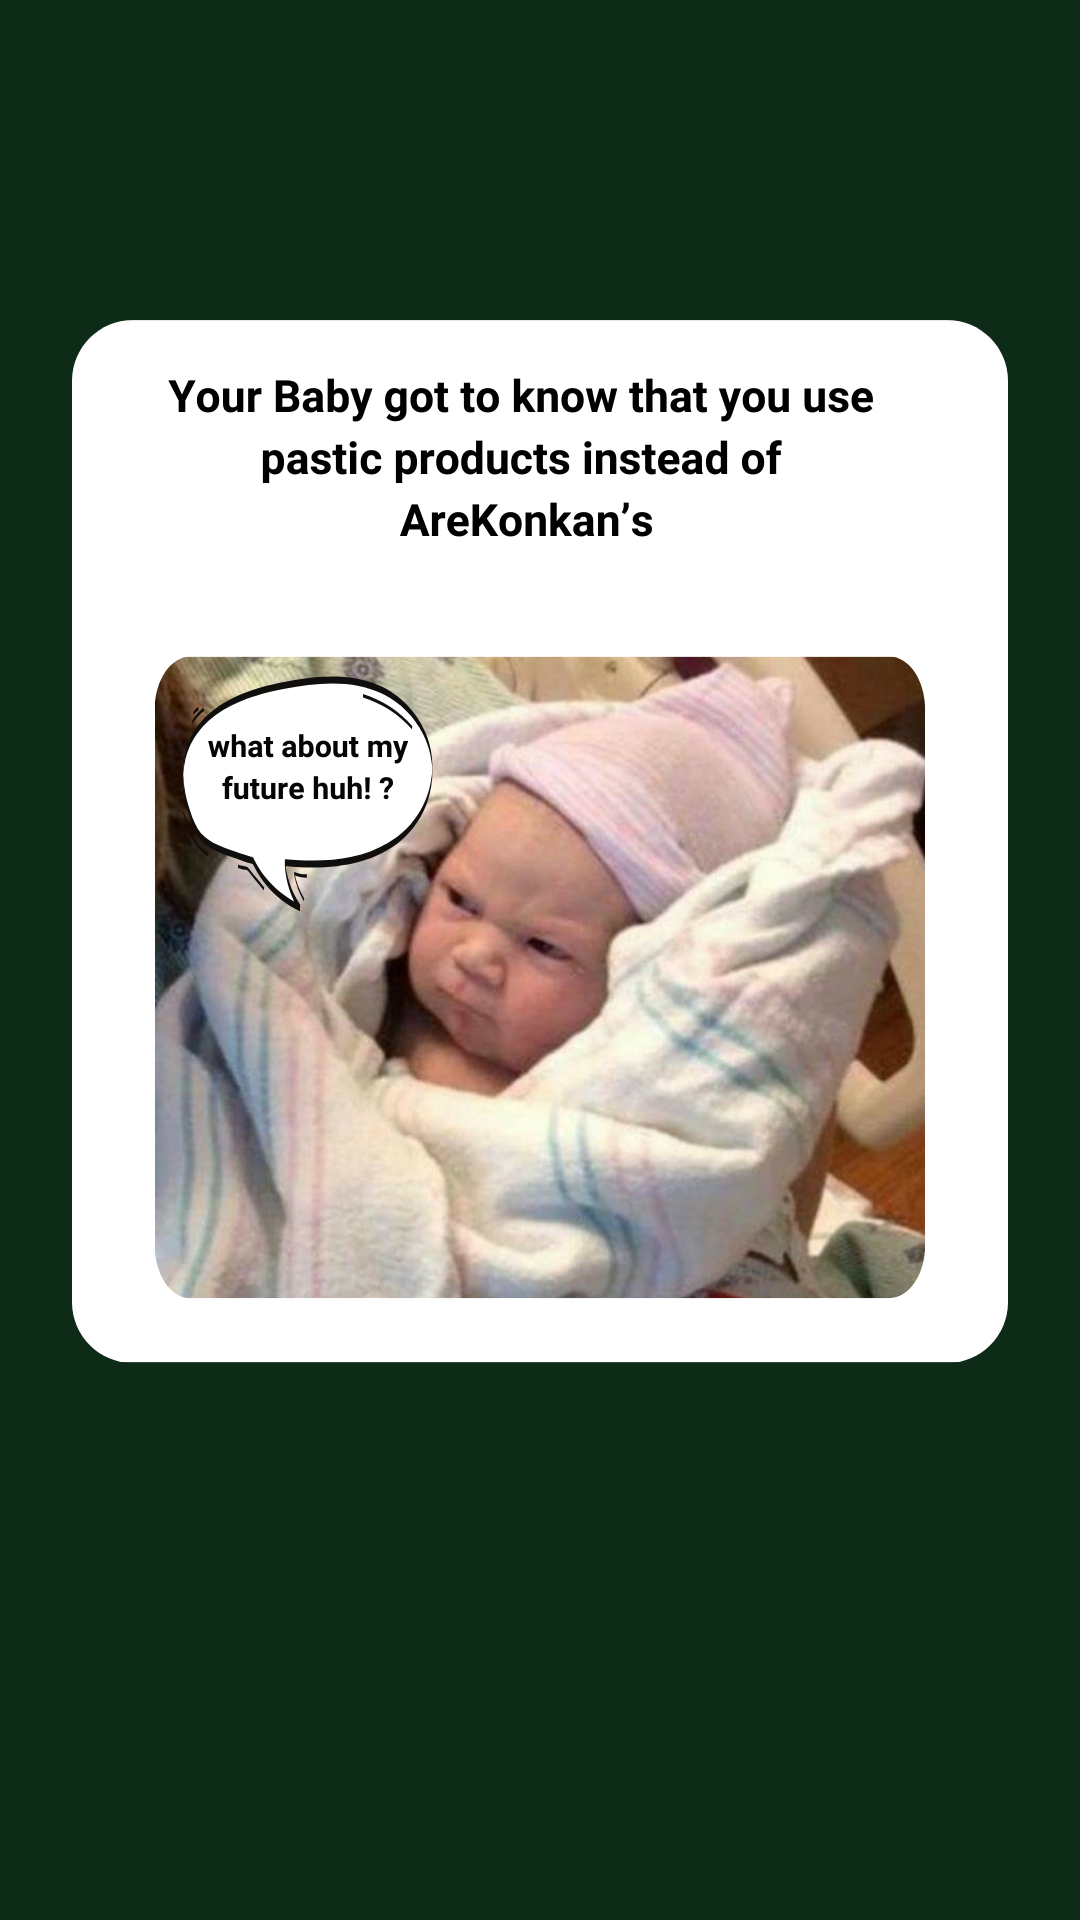 Your Baby got to know that you use
pastic products instead of
AreKonkan’s
what about my
future huh! ?